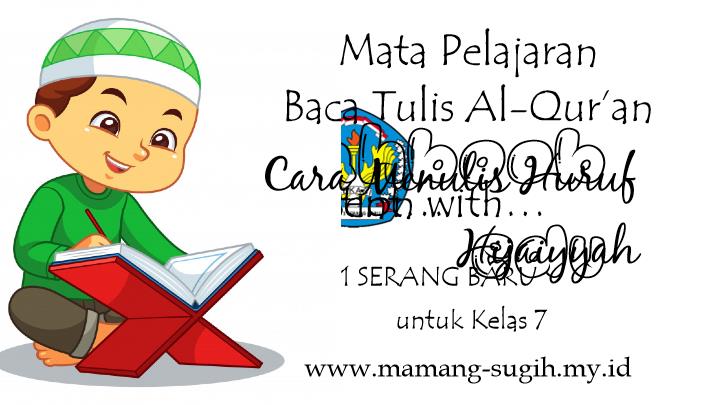 Mata Pelajaran
Baca Tulis Al-Qur'an
Cara Menulis Huruf
with...
Hijaiyyah
1 SERANG BARU
untuk Kelas 7
www.mamang-sugih.my.id